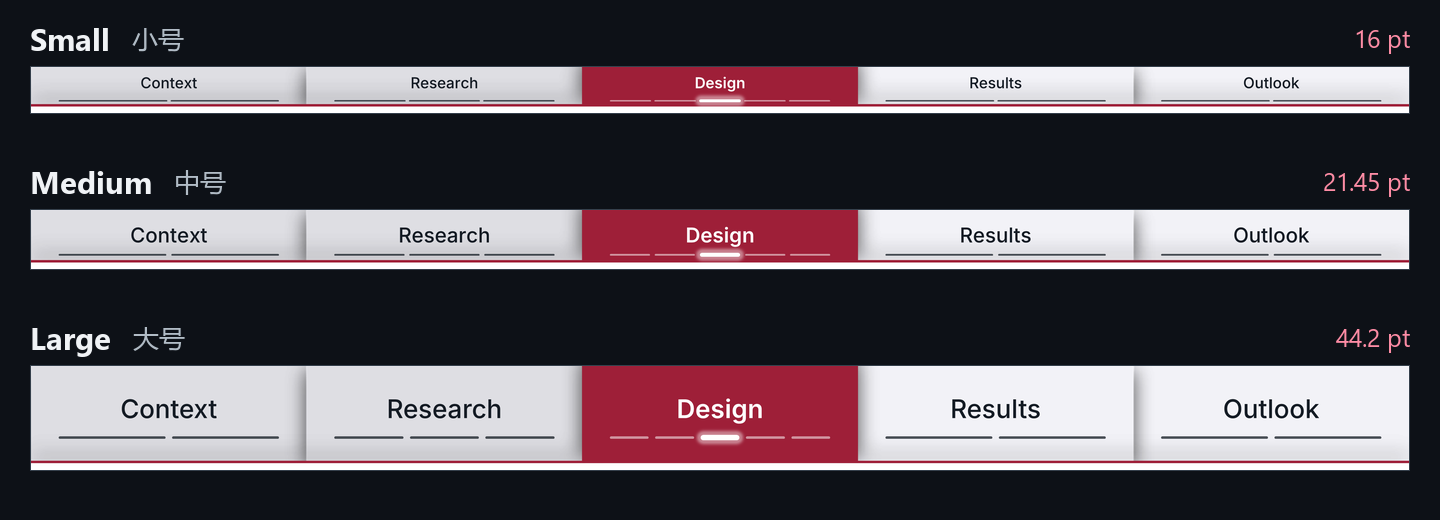 Small 小号 16 pt
Context Research Design Results Outlook
Medium 中号 21.45 pt
Context Research Design Results Outlook
Large 大号 44.2 pt
Context Research Design Results Outlook